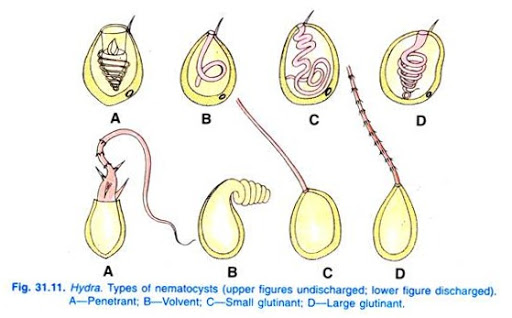 A B C D
A B C D
Fig. 31.11. Hydra. Types of nematocysts (upper figures undischarged; lower figure discharged).
A—Penetrant; B—Volvent; C—Small glutinant; D—Large glutinant.